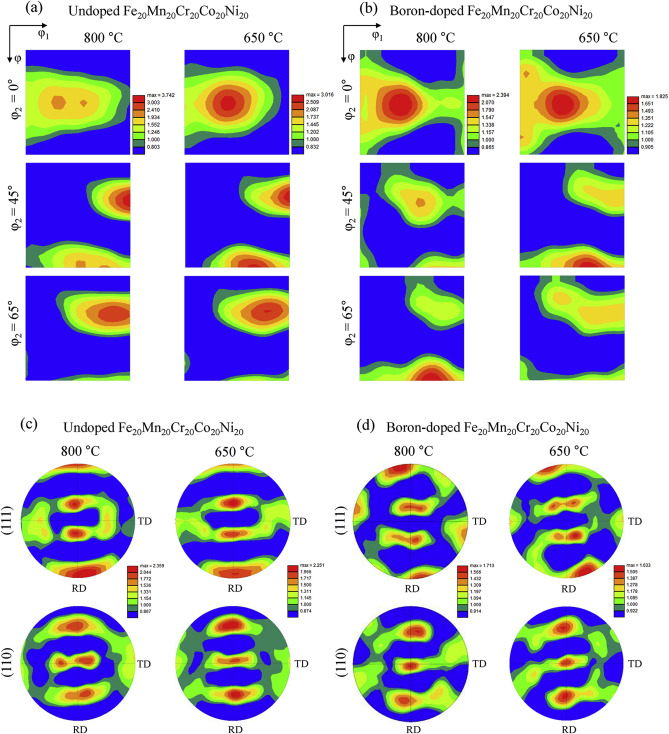 (a) Undoped Fe20Mn20Cr20Co20Ni20
(b) Boron-doped Fe20Mn20Cr20Co20Ni20
φ1
φ
800 °C 650 °C
φ1
φ
800 °C 650 °C
φ2 = 0°
max = 3.742
3.003
2.410
1.934
1.552
1.246
1.000
0.803
max = 3.016
2.509
2.087
1.737
1.445
1.202
1.000
0.832
φ2 = 0°
max = 2.394
2.070
1.790
1.547
1.338
1.157
1.000
0.865
max = 1.825
1.651
1.493
1.351
1.222
1.105
1.000
0.905
φ2 = 45°
φ2 = 45°
φ2 = 65°
φ2 = 65°
(c) Undoped Fe20Mn20Cr20Co20Ni20
(d) Boron-doped Fe20Mn20Cr20Co20Ni20
800 °C 650 °C
800 °C 650 °C
(111)
TD
TD
(111)
TD
TD
RD
RD
RD
RD
max = 2.359
2.044
1.772
1.536
1.331
1.154
1.000
0.867
max = 2.251
1.717
1.500
1.311
1.145
1.000
0.874
max = 1.713
1.565
1.432
1.309
1.197
1.094
1.000
0.914
max = 1.633
1.505
1.387
1.278
1.178
1.000
0.922
(110)
TD
TD
(110)
TD
TD
RD
RD
RD
RD